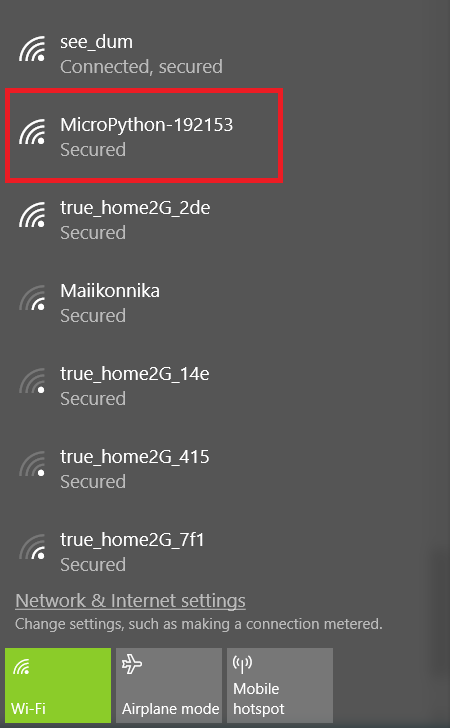 see_dum
Connected, secured
MicroPython-192153
Secured
true_home2G_2de
Secured
Maiikonnika
Secured
true_home2G_14e
Secured
true_home2G_415
Secured
true_home2G_7f1
Secured
Network & Internet settings
Change settings, such as making a connection metered.
Wi-Fi
Airplane mode
Mobile
hotspot